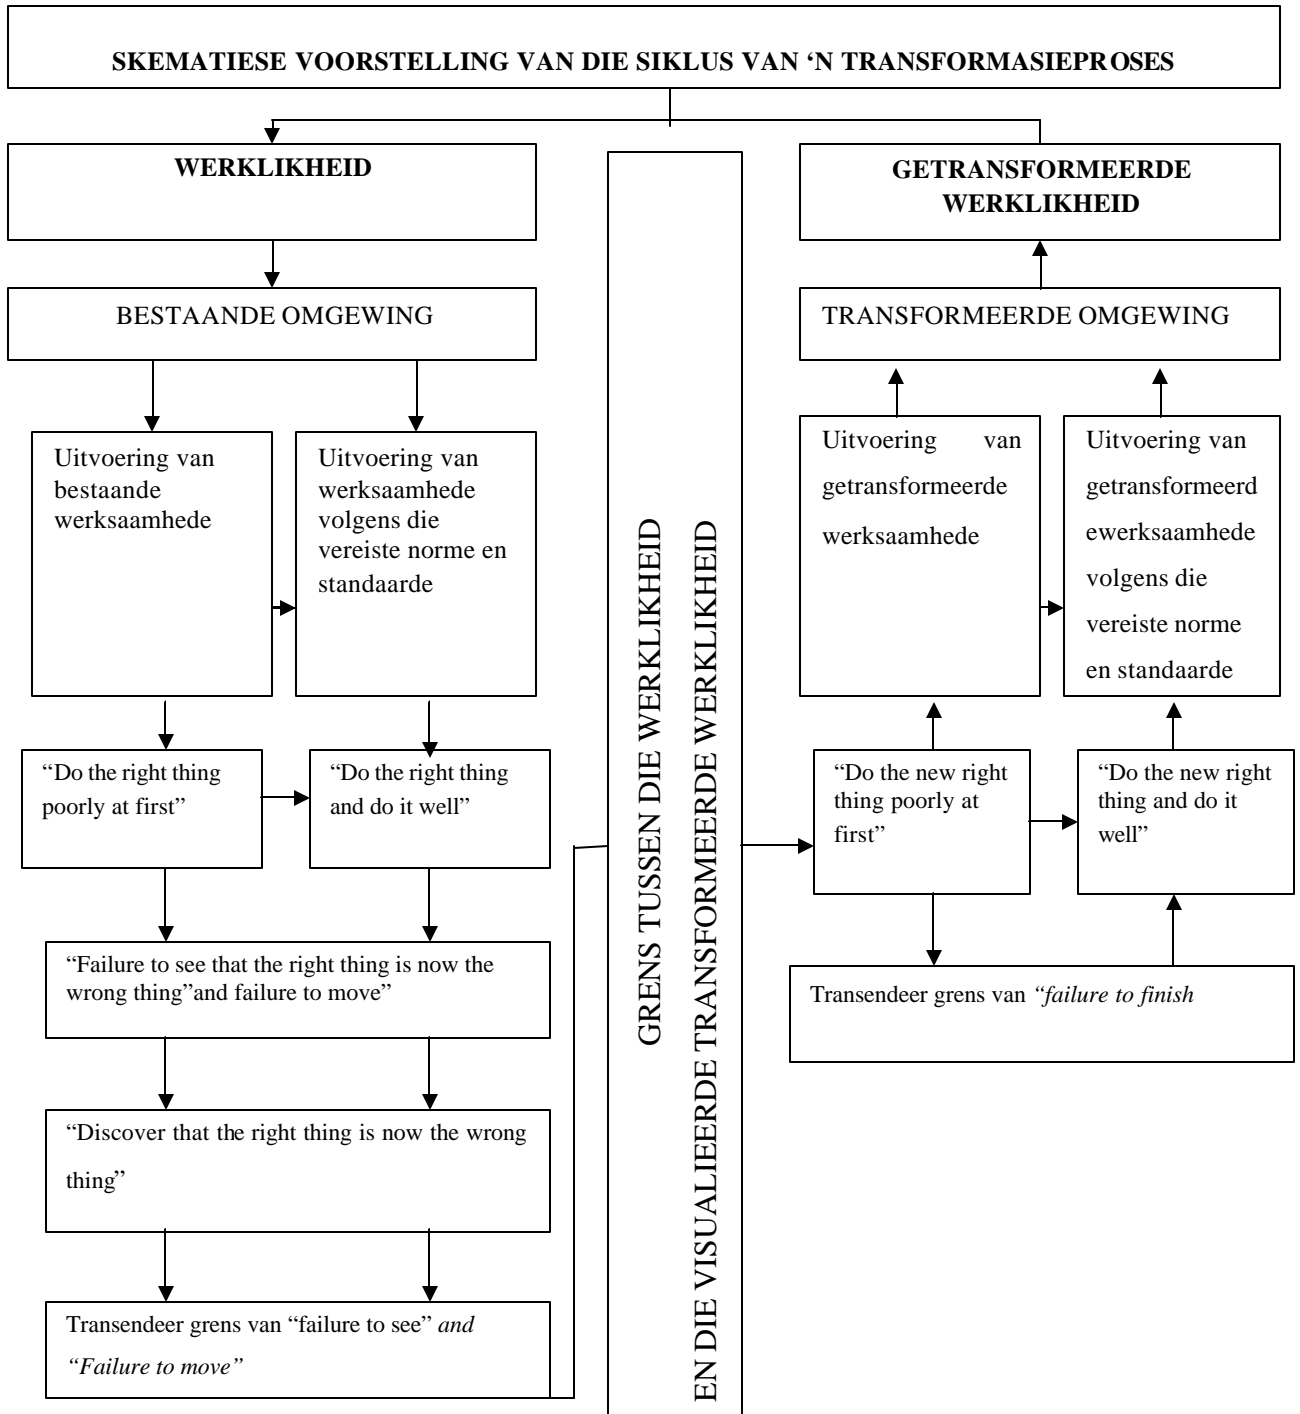 SKEMATIESE VOORSTELLING VAN DIE SIKLUS VAN ‘N TRANSFORMASIEPROSES
WERKLIKHEID
BESTAANDE OMGEWING
Uitvoering van
bestaande
werksaamhede
Uitvoering van
werksaamhede
volgens die
vereiste norme en
standaarde
“Do the right thing
poorly at first”
“Do the right thing
and do it well”
“Failure to see that the right thing is now the
wrong thing”and failure to move”
“Discover that the right thing is now the wrong
thing”
Transendeer grens van “failure to see” and
“Failure to move”
GRENS TUSSEN DIE WERKLIKHEID
EN DIE VISUALIEERDE TRANSFORMEERDE WERKLIKHEID
GETRANSFORMEERDE
WERKLIKHEID
TRANSFORMEERDE OMGEWING
Uitvoering van
getransformeerde
werksaamhede
Uitvoering van
getransformeerd
ewerksaamhede
volgens die
vereiste norme
en standaarde
“Do the new right
thing poorly at
first”
“Do the new right
thing and do it
well”
Transendeer grens van “failure to finish